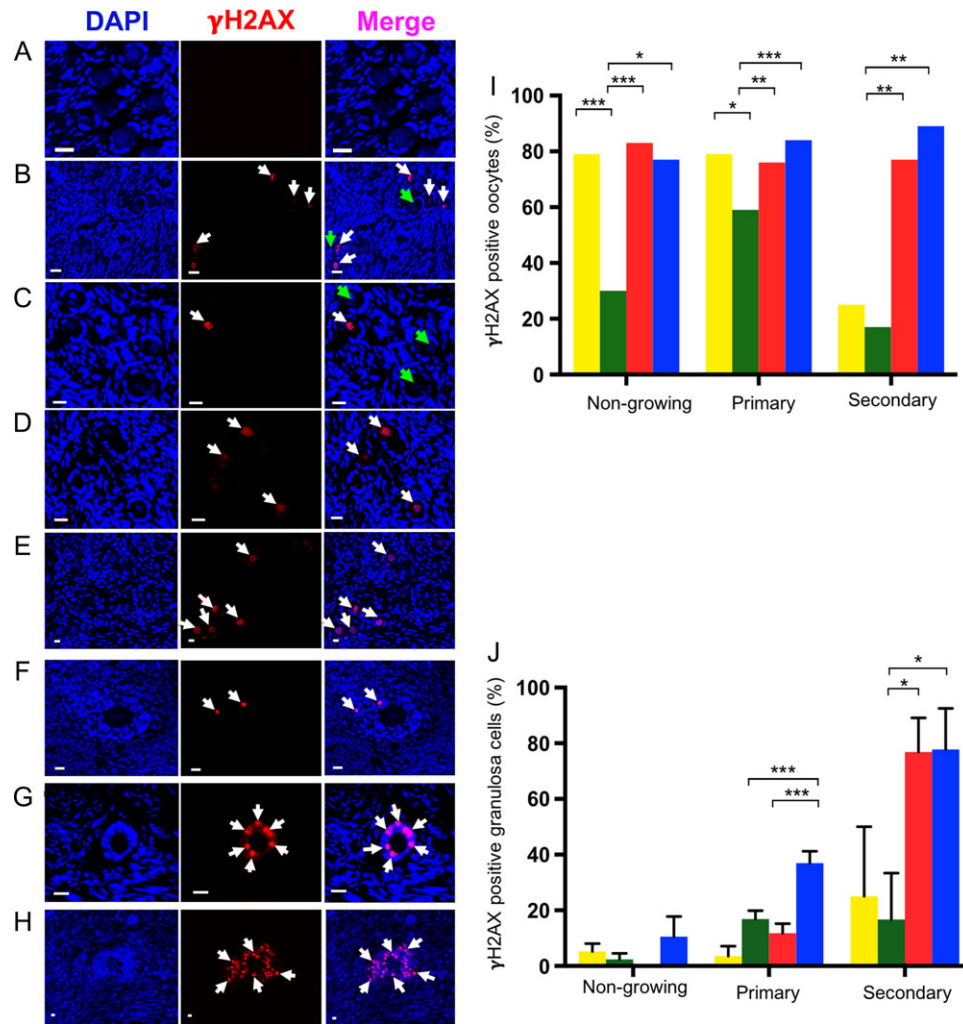 DAPI γH2AX Merge
A
B
C
D
E
F
G
H
I
*
***
***
***
**
*
**
**
γH2AX positive oocytes (%)
100
80
60
40
20
0
Non-growing Primary Secondary
J
*
*
***
***
γH2AX positive granulosa cells (%)
100
80
60
40
20
0
Non-growing Primary Secondary